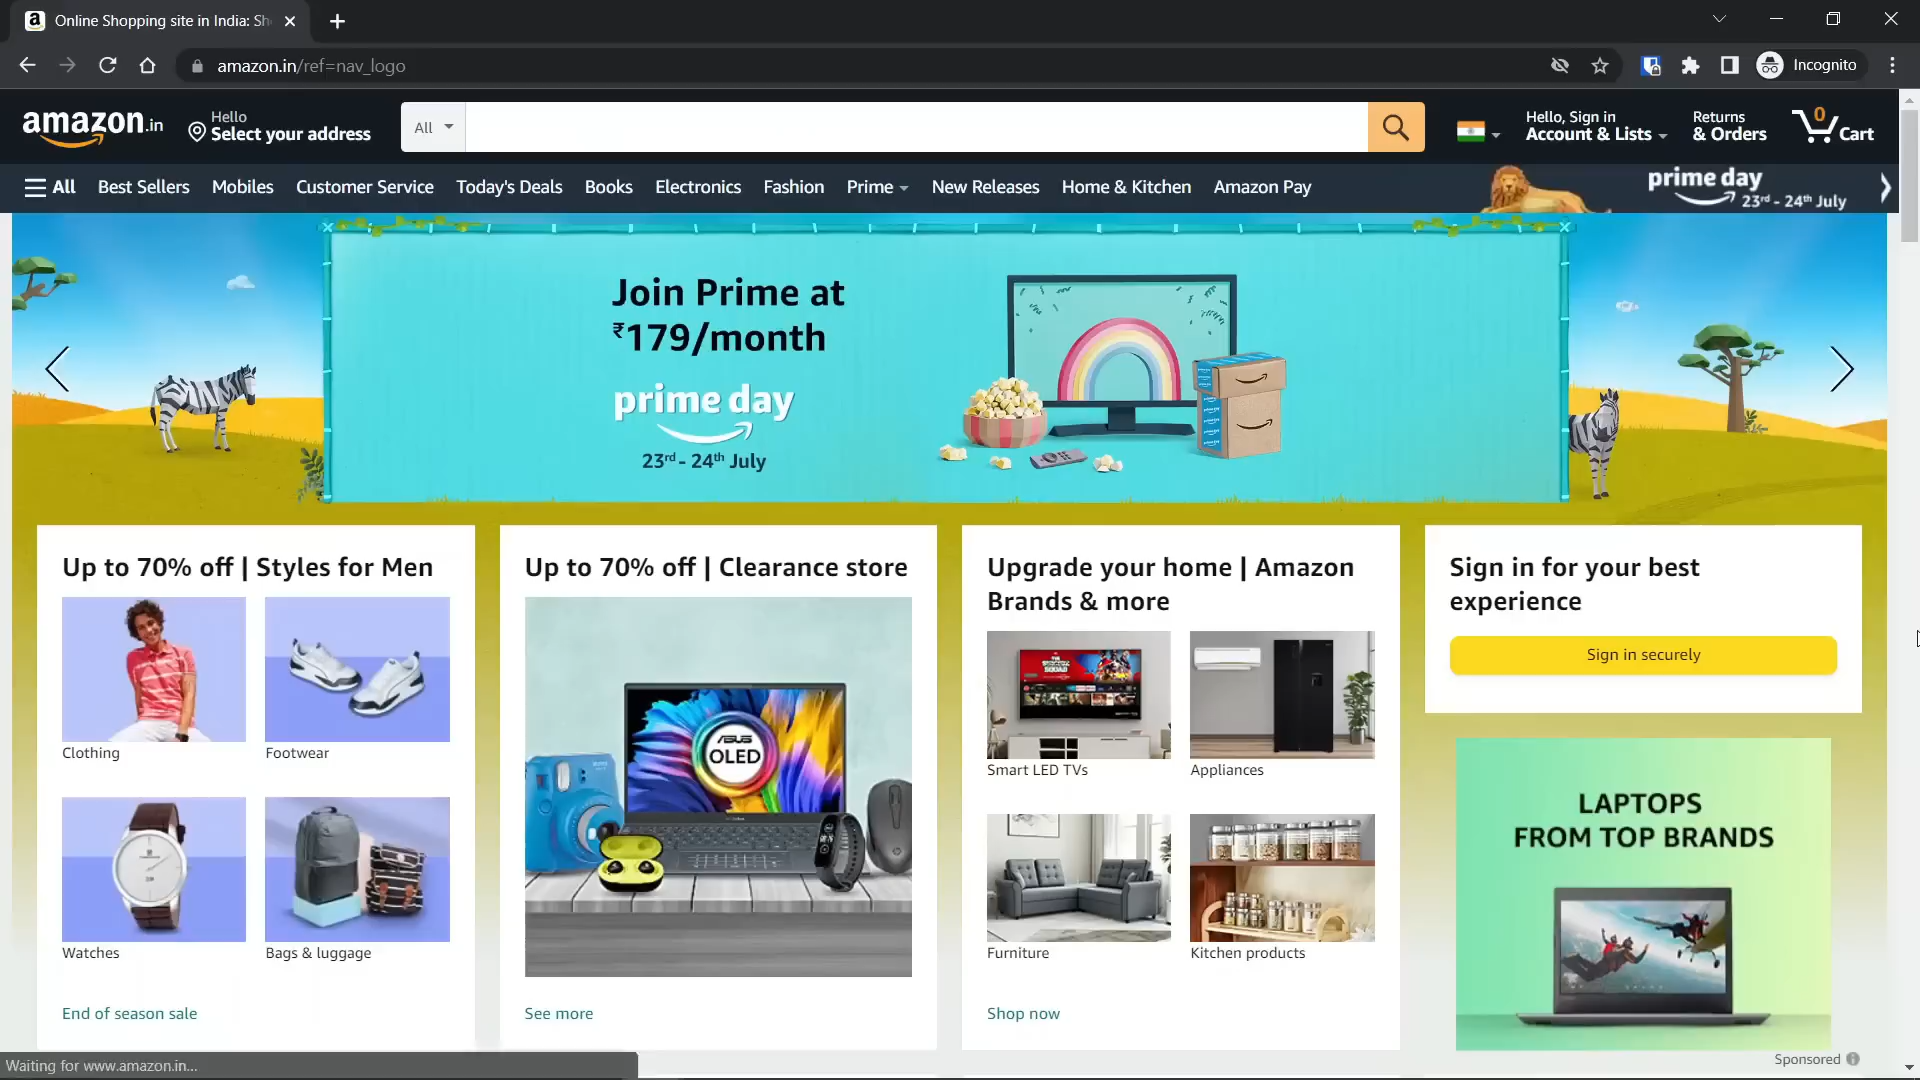 Online Shopping site in India: Sh
amazon.in/ref=nav_logo
Incognito
amazon.in
Hello
Select your address
All
Hello, Sign in
Account & Lists
Returns
& Orders
0
Cart
All
Best Sellers
Mobiles
Customer Service
Today's Deals
Books
Electronics
Fashion
Prime
New Releases
Home & Kitchen
Amazon Pay
prime day
23rd - 24th July
Join Prime at
₹179/month
prime day
23rd - 24th July
Up to 70% off | Styles for Men
Clothing
Footwear
Watches
Bags & luggage
End of season sale
Up to 70% off | Clearance store
ASUS
OLED
See more
Upgrade your home | Amazon
Brands & more
Smart LED TVs
Appliances
Furniture
Kitchen products
Shop now
Sign in for your best
experience
Sign in securely
LAPTOPS
FROM TOP BRANDS
Sponsored
Waiting for www.amazon.in...